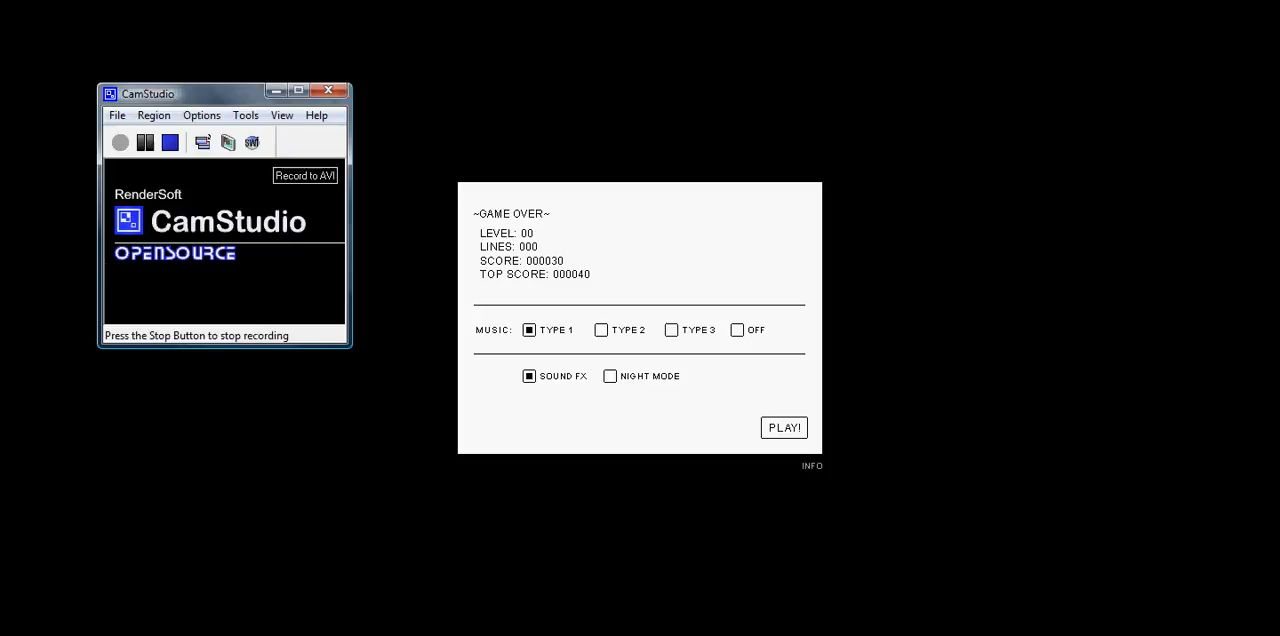 CamStudio
File Region Options Tools View Help
Record to AVI
RenderSoft
CamStudio
OPENSOURCE
Press the Stop Button to stop recording
~GAME OVER~
LEVEL: 00
LINES: 000
SCORE: 000030
TOP SCORE: 000040
MUSIC: TYPE 1 TYPE 2 TYPE 3 OFF
SOUND FX NIGHT MODE
PLAY!
INFO